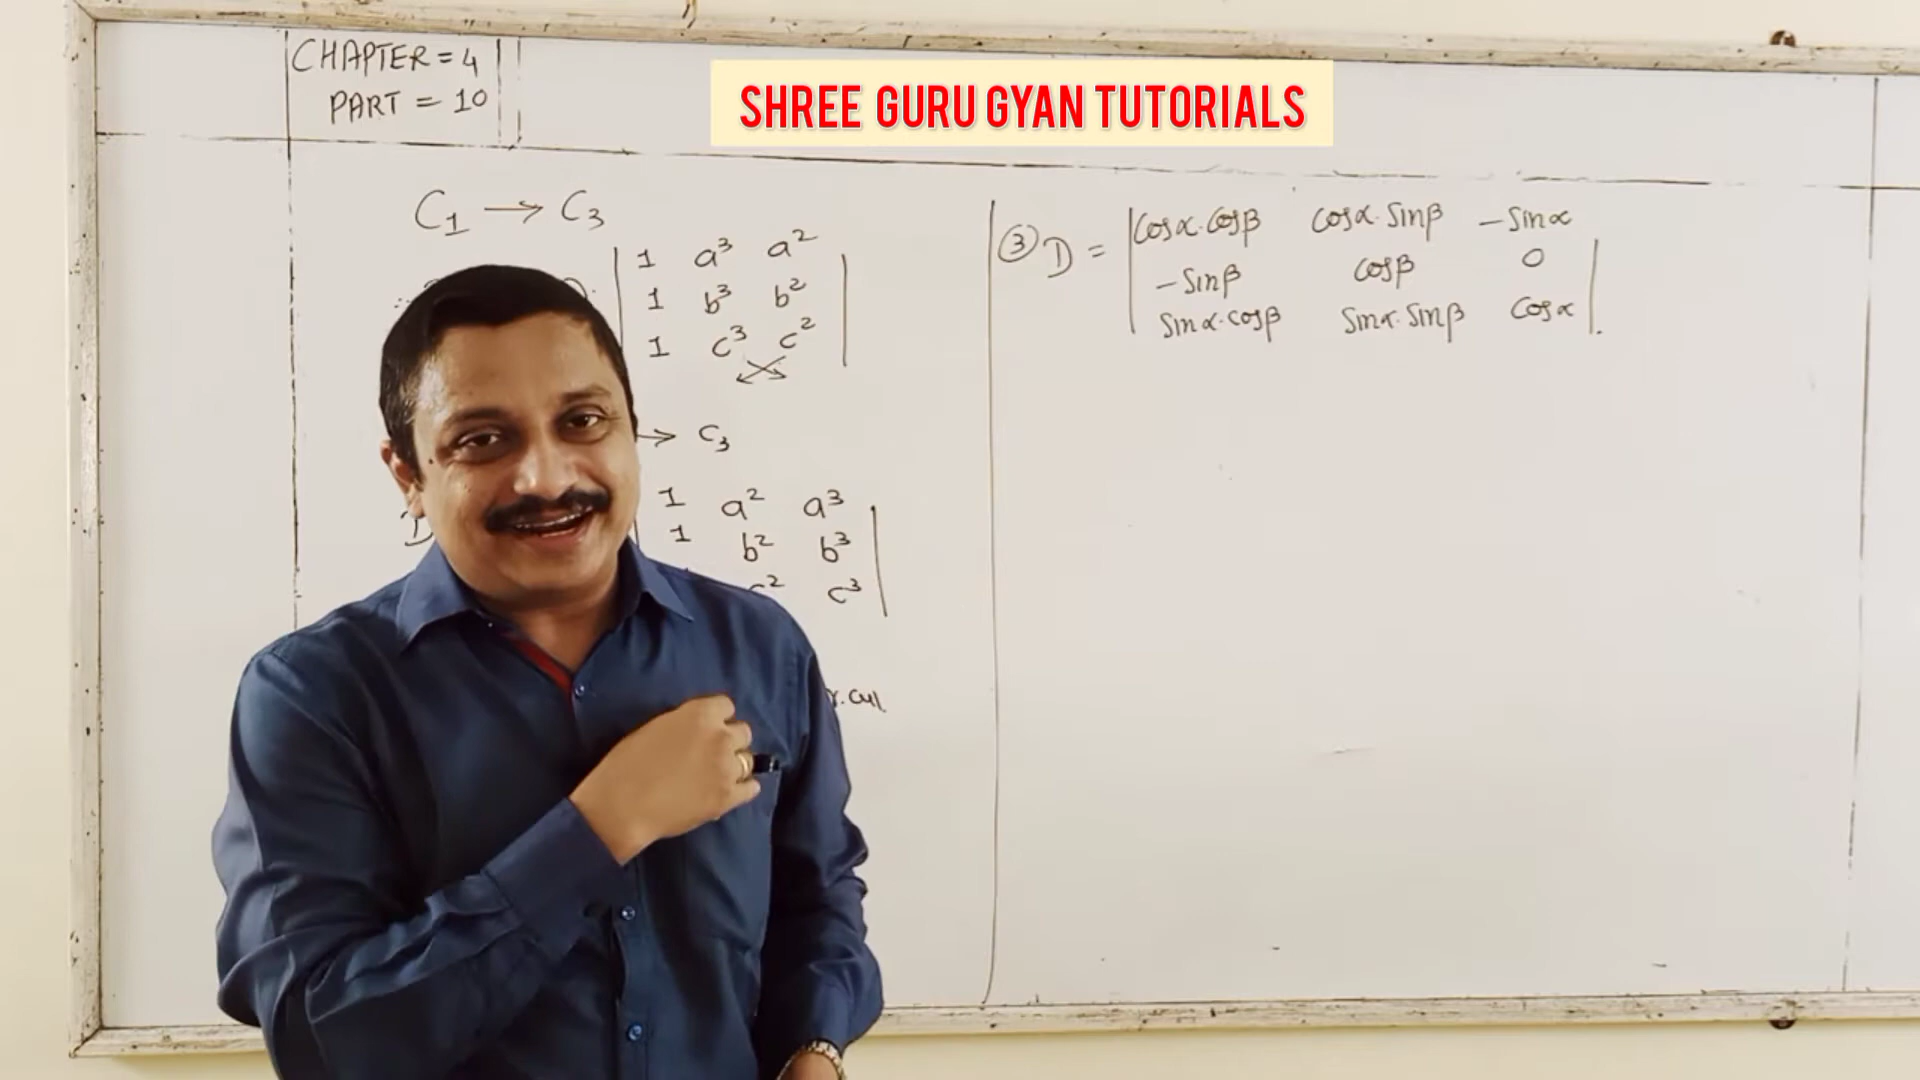 CHAPTER = 4
PART = 10
SHREE GURU GYAN TUTORIALS
C₁ → C₃
1 a³ a²
1 b³ b²
1 c³ c²
→ C₃
1 a² a³
1 b² b³
c² c³
③ D = | cosα·cosβ cosα·sinβ −sinα
−sinβ cosβ 0
sinα·cosβ sinα·sinβ cosα | .